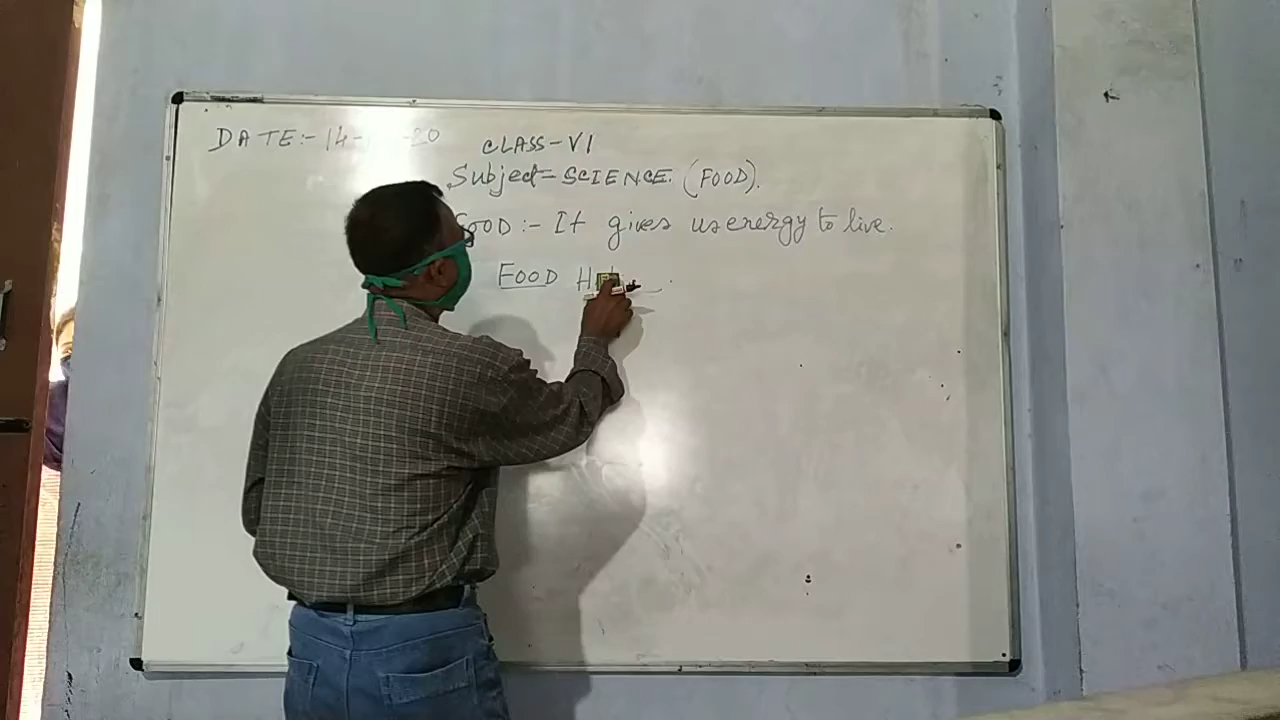 DATE:- 14- -20
CLASS-VI
Subject= SCIENCE. (FOOD).
FOOD :- It gives us energy to live.
FOOD H